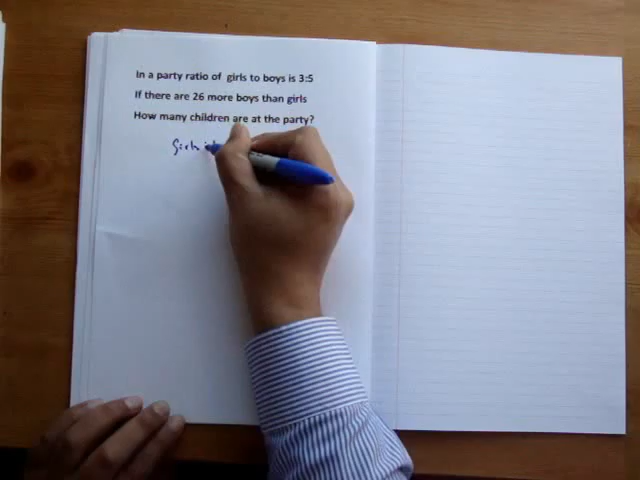 In a party ratio of girls to boys is 3:5
If there are 26 more boys than girls
How many children are at the party?
Girls